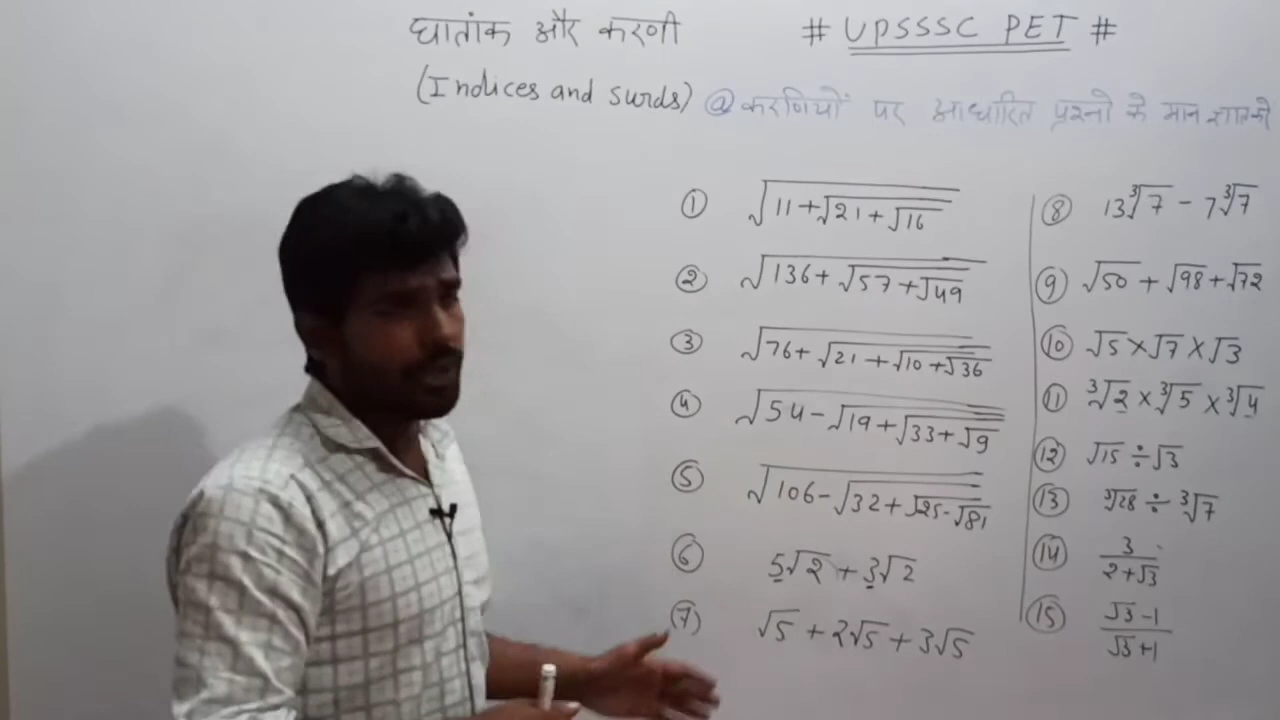 घातांक और करणी # UPSSSC PET #
(Indices and surds) @ करणियों पर आधारित प्रश्नो के मान ज्ञात करो
① √(11+√(21+√16))
② √(136+√(57+√49))
③ √(76+√(21+√(10+√36)))
④ √(54-√(19+√(33+√9)))
⑤ √(106-√(32+√(25-√81)))
⑥ 5√2 + 3√2
⑦ √5 + 2√5 + 3√5
⑧ 13∛7 - 7∛7
⑨ √50 + √98 + √72
⑩ √5 × √7 × √3
⑪ ∛2 × ∛5 × ∛4
⑫ √15 ÷ √3
⑬ ∛28 ÷ ∛7
⑭ 3/(2+√3)
⑮ (√3-1)/(√3+1)